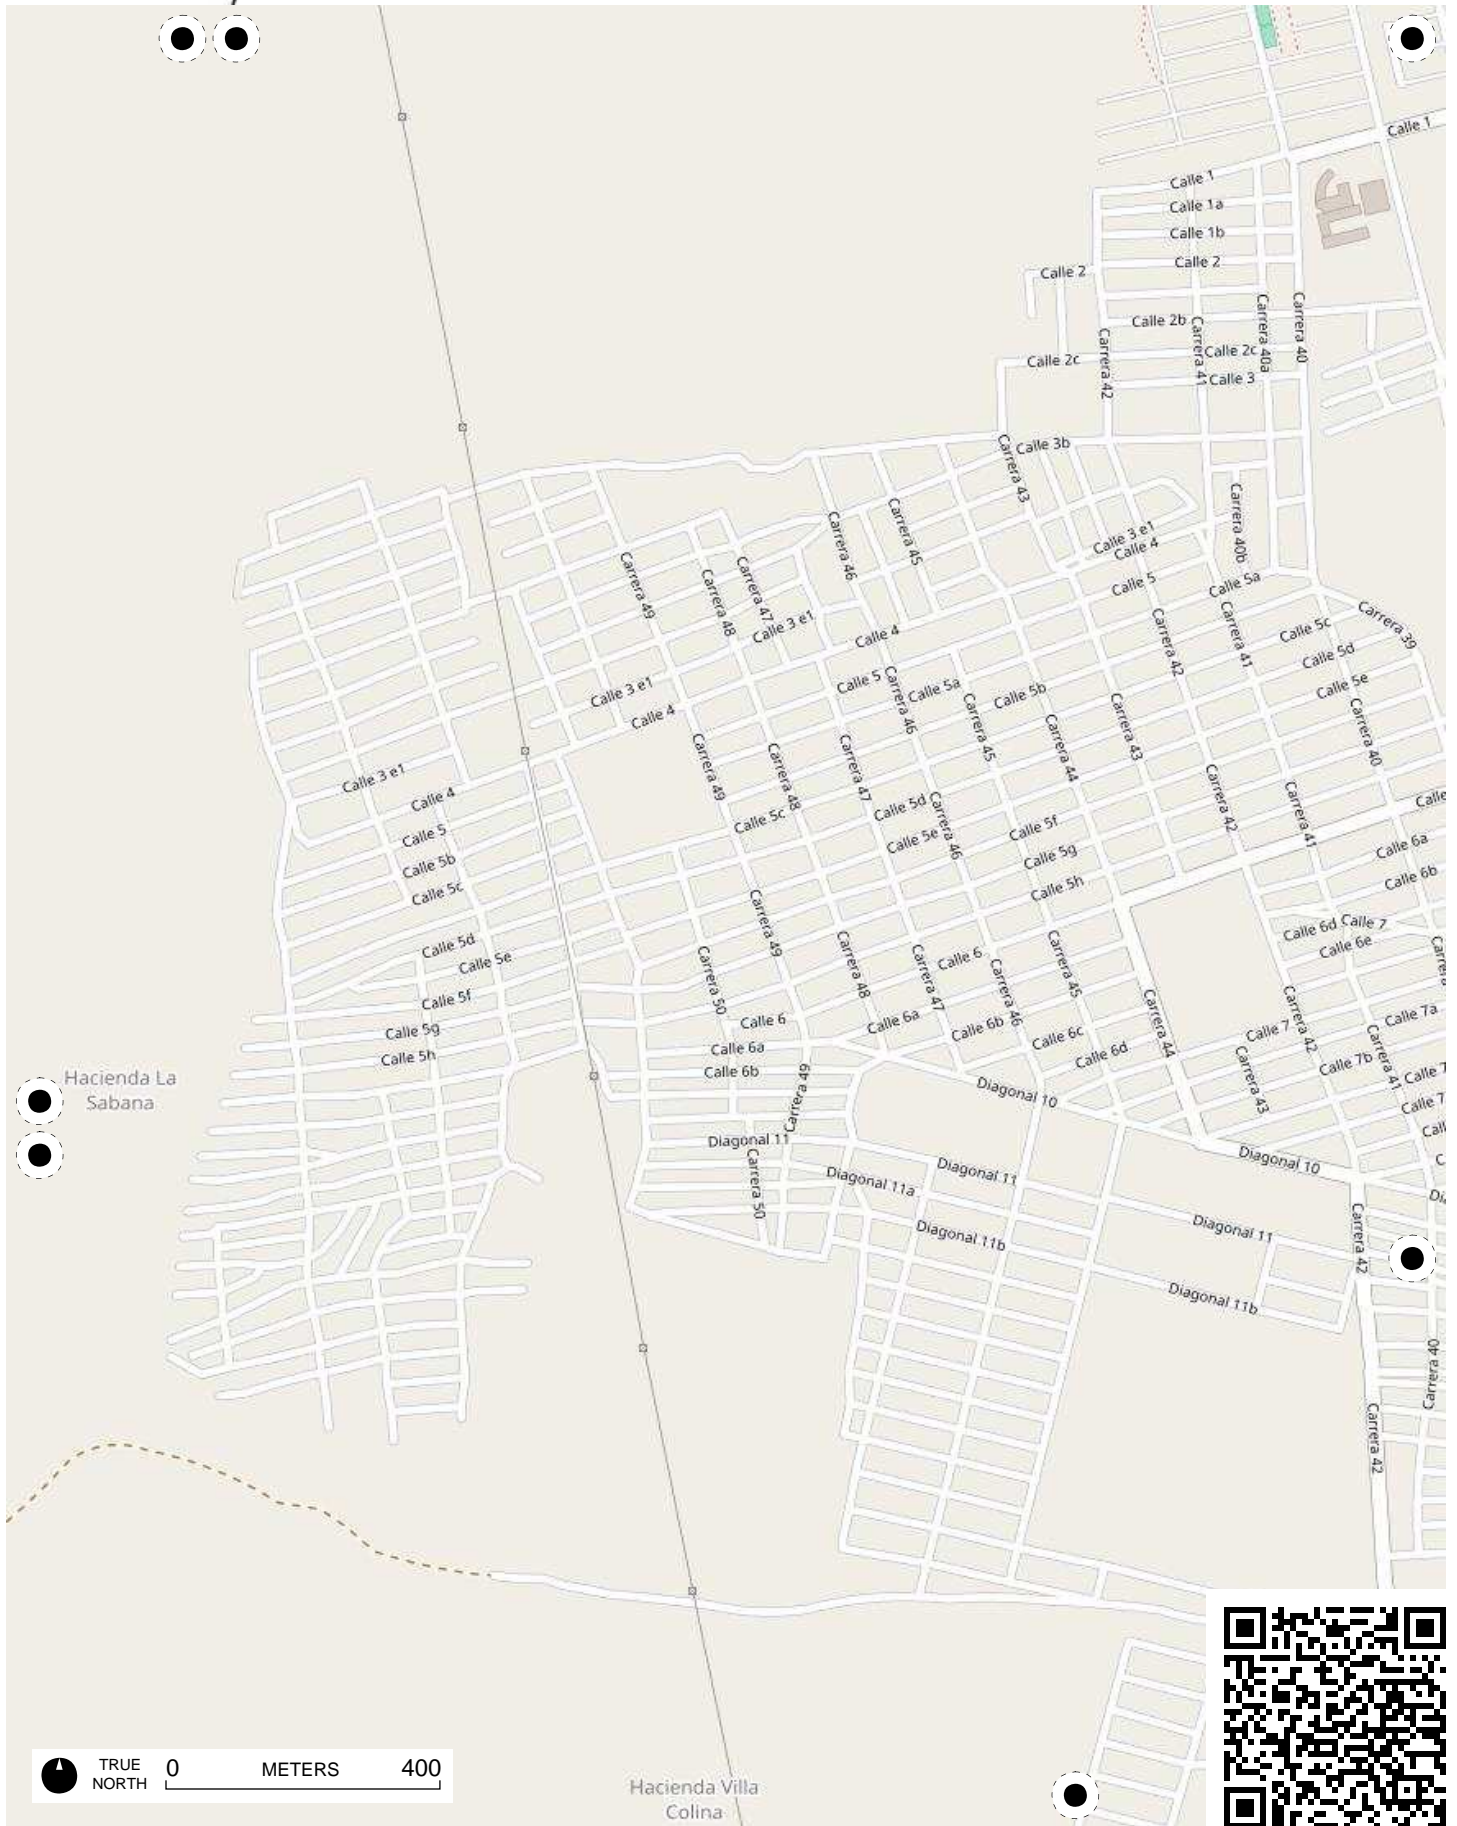 Calle 1
Calle 1
Calle 1a
Calle 1b
Calle 2
Calle 2
Carrera 40a
Carrera 40
Calle 2b
Carrera 41
Carrera 42
Calle 2c
Calle 2c
Calle 3
Carrera 43
Calle 3b
Carrera 46
Carrera 45
Carrera 40b
Calle 3 e1
Calle 4
Carrera 49
Carrera 48
Carrera 47
Calle 5
Calle 5a
Carrera 39
Calle 3 e1
Calle 4
Carrera 42
Carrera 41
Calle 5c
Calle 5d
Calle 5e
Calle 3 e1
Calle 4
Calle 5
Carrera 46
Calle 5a
Calle 5b
Carrera 45
Carrera 44
Carrera 43
Carrera 40
Calle 3 e1
Calle 4
Carrera 49
Carrera 48
Carrera 47
Carrera 42
Carrera 41
Calle
Calle 5
Calle 5b
Calle 5c
Calle 5c
Calle 5d
Calle 5e
Carrera 46
Calle 5f
Calle 5g
Calle 5h
Calle 6a
Calle 6b
Calle 5d
Calle 5e
Calle 5f
Calle 5g
Calle 5h
Carrera 49
Carrera 50
Carrera 48
Carrera 47
Calle 6
Carrera 46
Carrera 45
Calle 6d
Calle 7
Calle 6e
Calle 6
Calle 6a
Calle 6b
Calle 6a
Calle 6b
Calle 6c
Calle 6d
Carrera 44
Calle 7
Carrera 42
Calle 7a
Carrera 41
Calle 7b
Carrera 43
Hacienda La
Sabana
Carrera 49
Diagonal 10
Diagonal 11
Carrera 50
Diagonal 11a
Diagonal 11
Diagonal 11b
Diagonal 10
Diagonal 11
Carrera 42
Diagonal 11b
Carrera 40
Carrera 42
TRUE
NORTH
0 METERS 400
Hacienda Villa
Colina